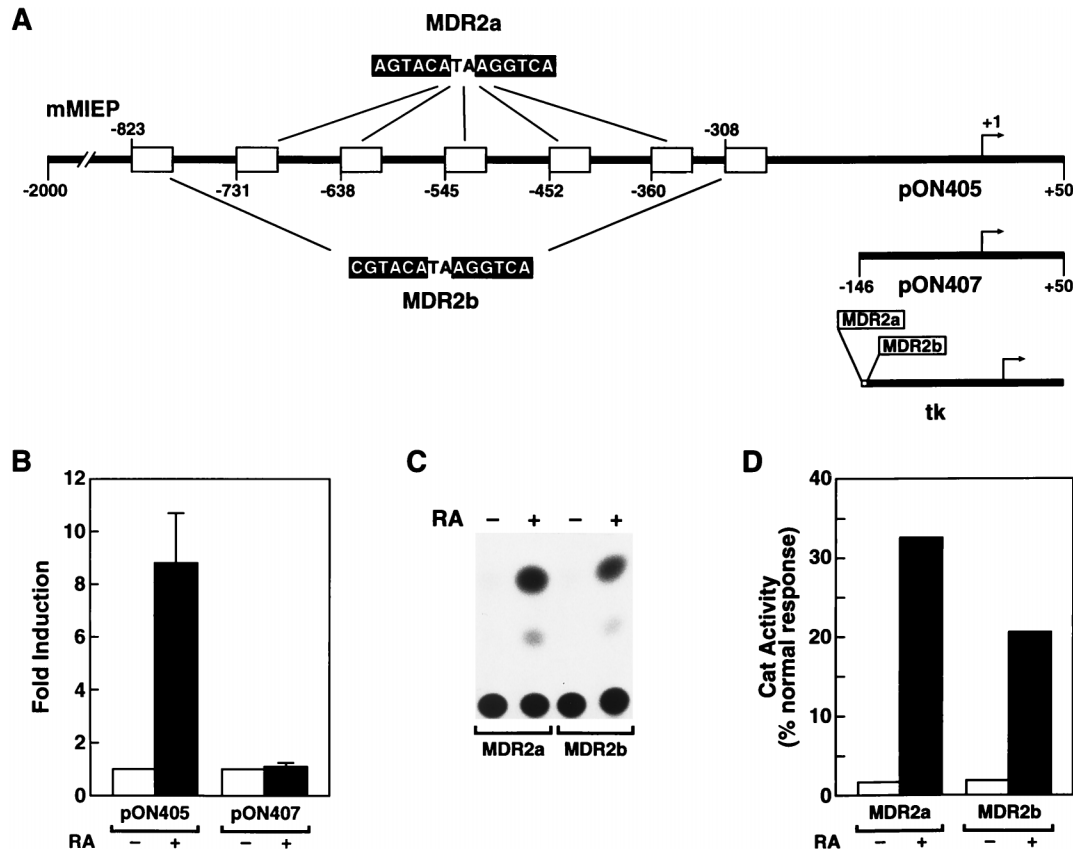 A
MDR2a
AGTACATAAGGTCA
mMIEP
-823
-308
+1
-2000
-731
-638
-545
-452
-360
pON405
+50
CGTACATAAGGTCA
MDR2b
-146
pON407
+50
MDR2a
MDR2b
tk
B
Fold Induction
12
10
8
6
4
2
0
pON405
pON407
RA
−
+
−
+
C
RA
−
+
−
+
MDR2a
MDR2b
D
Cat Activity
(% normal response)
40
30
20
10
0
MDR2a
MDR2b
RA
−
+
−
+